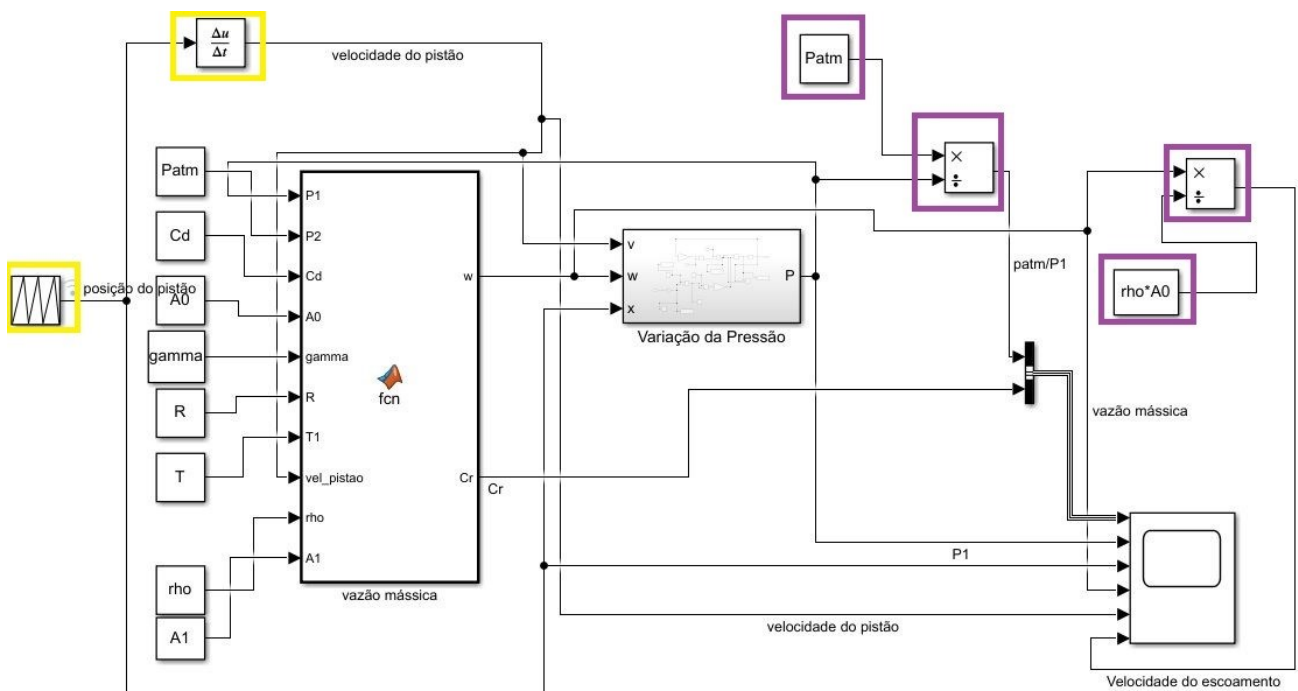 Δu
Δt
velocidade do pistão
Patm
×
÷
×
÷
Patm
Cd
posição do pistão
A0
gamma
R
T
rho
A1
P1
P2
Cd
A0
gamma
R
T1
vel_pistao
rho
A1
fcn
w
Cr
vazão mássica
Cr
v
w
x
P
Variação da Pressão
patm/P1
rho*A0
vazão mássica
P1
velocidade do pistão
Velocidade do escoamento